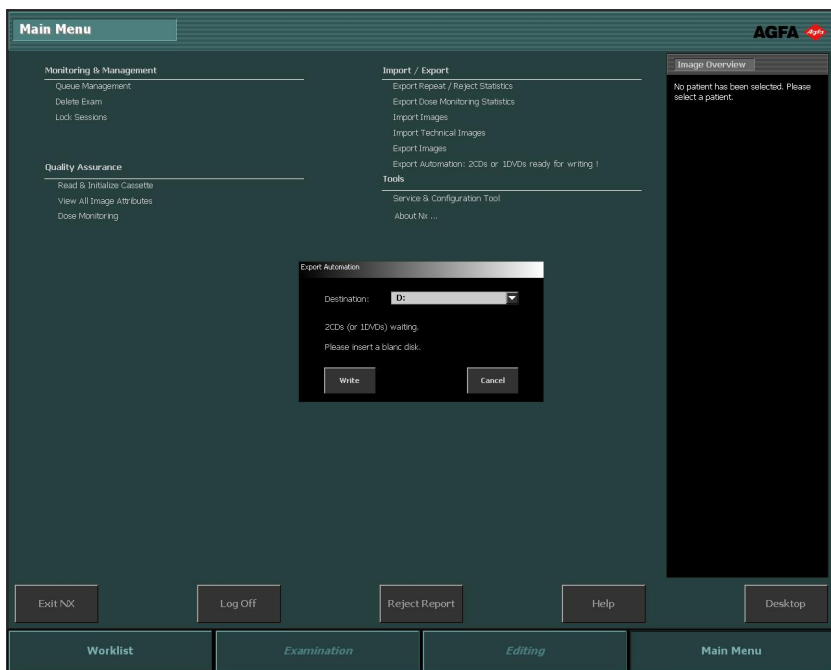 Main Menu
AGFA
Agfa
Monitoring & Management
Queue Management
Delete Exam
Lock Sessions
Quality Assurance
Read & Initialize Cassette
View All Image Attributes
Dose Monitoring
Import / Export
Export Repeat / Reject Statistics
Export Dose Monitoring Statistics
Import Images
Import Technical Images
Export Images
Export Automation: 2CDs or 1DVDs ready for writing !
Tools
Service & Configuration Tool
About Nx ...
Image Overview
No patient has been selected. Please
select a patient.
Export Automation
Destination:
D:
2CDs (or 1DVDs) waiting.
Please insert a blanc disk.
Write
Cancel
Exit NX
Log Off
Reject Report
Help
Desktop
Worklist
Examination
Editing
Main Menu